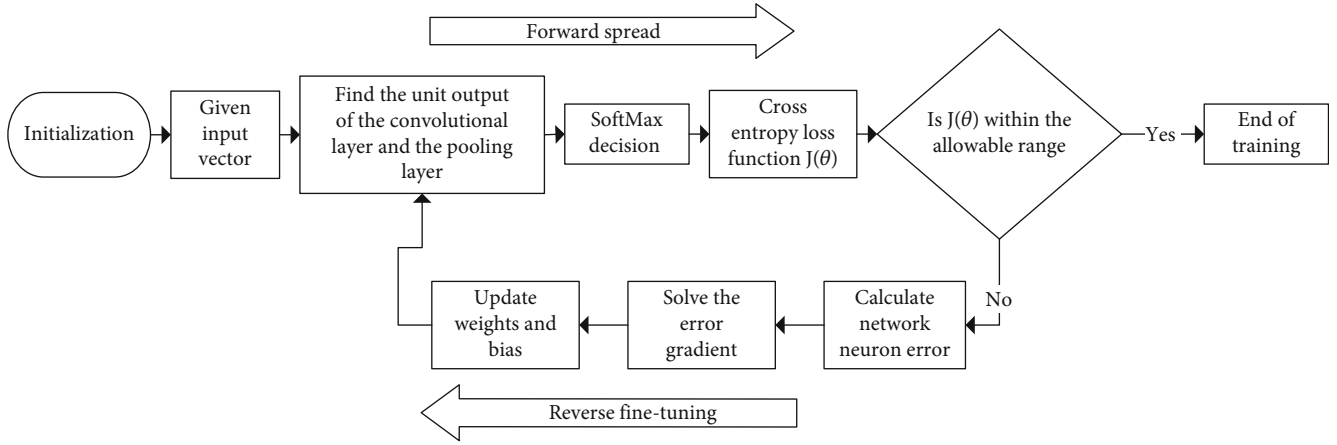 Forward spread
Initialization
Given
input
vector
Find the unit output
of the convolutional
layer and the pooling
layer
SoftMax
decision
Cross
entropy loss
function J(θ)
Is J(θ) within the
allowable range
Yes
End of
training
No
Calculate
network
neuron error
Solve the
error
gradient
Update
weights and
bias
Reverse fine-tuning